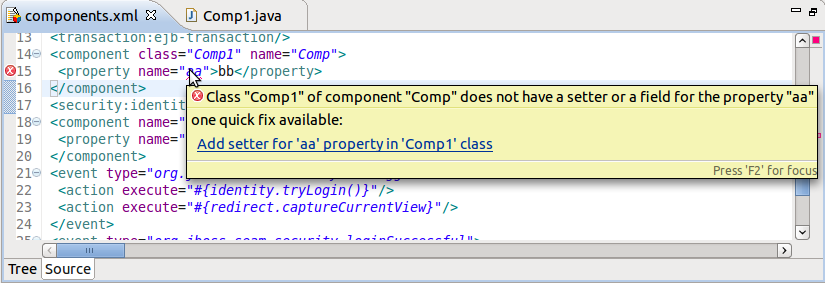 components.xml
Comp1.java
13 <transaction:ejb-transaction/>
14 <component class="Comp1" name="Comp">
15 <property name="aa">bb</property>
16 </component>
17 <security:identit
18 <component name=
19 <property name="
20 </component>
21 <event type="org.
22 <action execute="#{identity.tryLogin()}"/>
23 <action execute="#{redirect.captureCurrentView}"/>
24 </event>
25 <event type="org.jboss.seam.security.loginSuccessful">
Class "Comp1" of component "Comp" does not have a setter or a field for the property "aa"
one quick fix available:
Add setter for 'aa' property in 'Comp1' class
Press 'F2' for focus
Tree Source